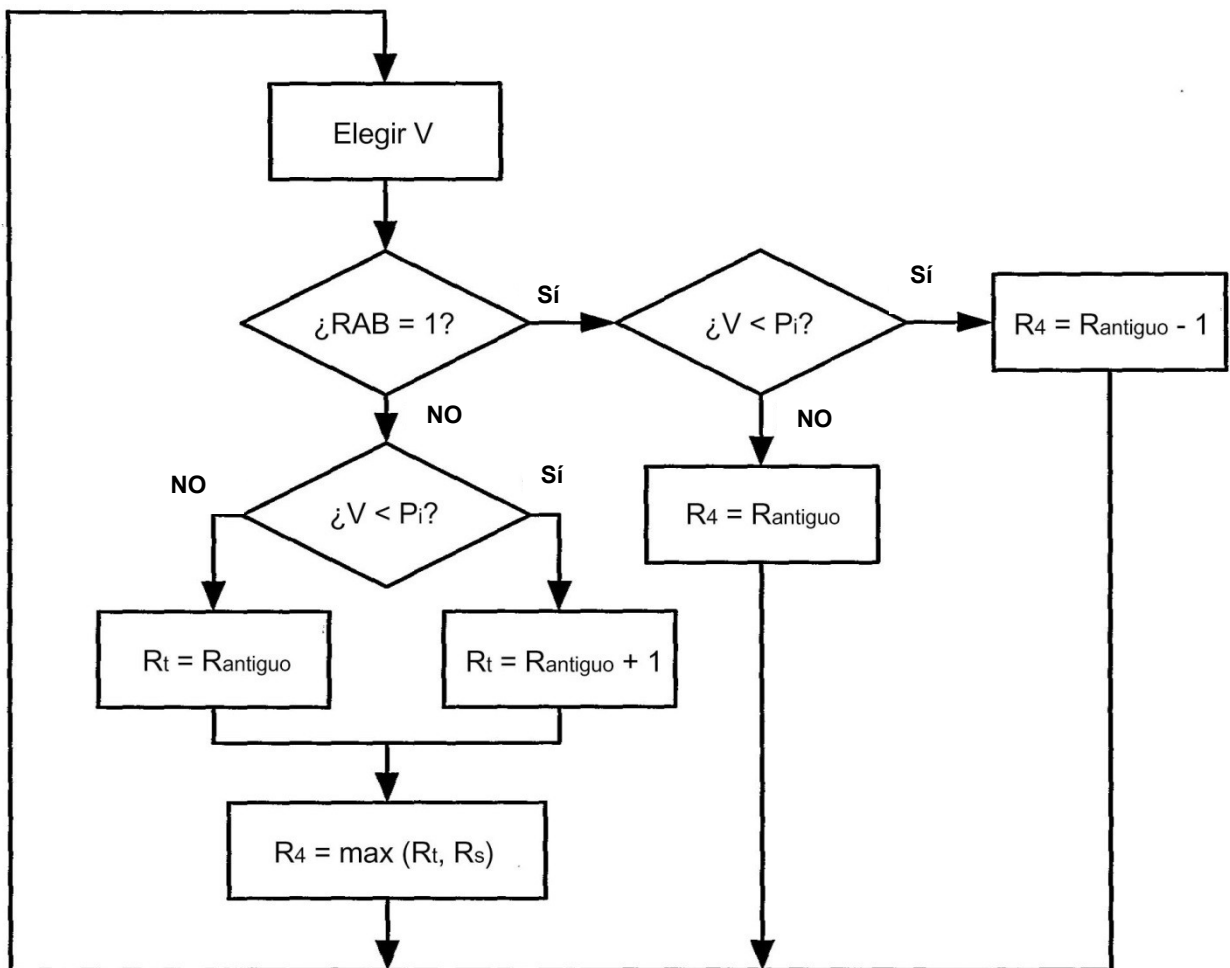 Elegir V
¿RAB = 1?
Sí
¿V < Pi?
Sí
R4 = Rantiguo - 1
NO
NO
R4 = Rantiguo
NO
¿V < Pi?
Sí
Rt = Rantiguo
Rt = Rantiguo + 1
R4 = max (Rt, Rs)